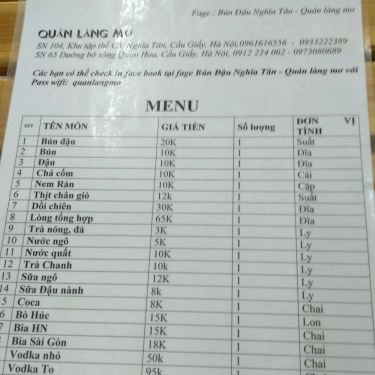 Fage : Bún Đậu Nghĩa Tân - Quán làng mơ
QUÁN LÀNG MƠ
SN 104, Khu tập thể C6 Nghĩa Tân, Cầu Giấy, Hà Nội,0961616556 - 0933222389
SN 65 Đường bờ sông Quan Hoa, Cầu Giấy, Hà Nội, 0912 224 062 - 0973080689
Các bạn có thể check in face book tại fage Bún Đậu Nghĩa Tân - Quán làng mơ với
Pass wifi: quanlangmo
MENU
STT TÊN MÓN GIÁ TIỀN Số lượng ĐƠN VỊ TÍNH
1 Bún đậu 20K 1 Suất
2 Bún 10K 1 Đĩa
3 Đậu 10K 1 Đĩa
4 Chả cốm 10K 1 Cái
5 Nem Rán 10K 1 Cặp
6 Thịt chân giò 12k 1 Suất
7 Dồi chiên 30K 1 Đĩa
8 Lòng tổng hợp 65K 1 Đĩa
9 Trà nóng, đá 3K 1 Ly
10 Nước ngô 5K 1 Ly
11 Nước quất 10K 1 Ly
12 Trà Chanh 10k 1 Ly
13 Sữa ngô 12K 1 Ly
14 Sữa Đậu nành 8k 1 Ly
5 Coca 8K 1 Chai
6 Bò Húc 15K 1 Lon
7 Bia HN 15K 1 Chai
8 Bia Sài Gòn 18K 1 Chai
Vodka nhỏ 50k 1 Chai
Vodka To 95k 1